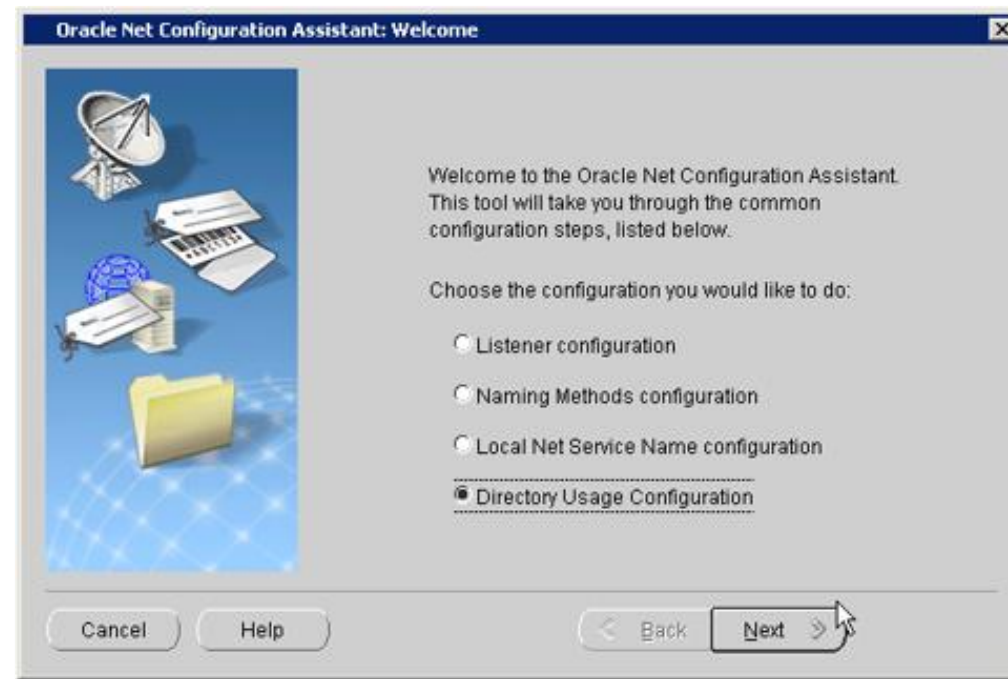 Oracle Net Configuration Assistant: Welcome
Welcome to the Oracle Net Configuration Assistant.
This tool will take you through the common
configuration steps, listed below.
Choose the configuration you would like to do:
Listener configuration
Naming Methods configuration
Local Net Service Name configuration
Directory Usage Configuration
Cancel
Help
Back
Next